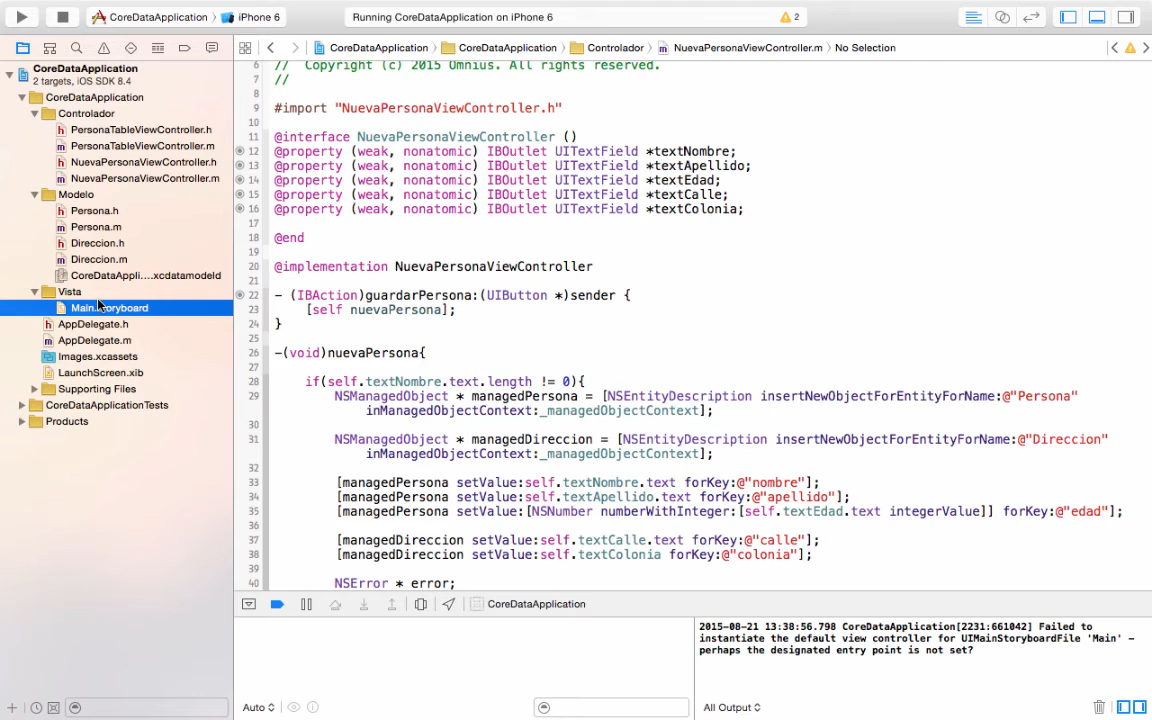 CoreDataApplication
iPhone 6
Running CoreDataApplication on iPhone 6
2
CoreDataApplication
CoreDataApplication
Controlador
NuevaPersonaViewController.m
No Selection
CoreDataApplication
2 targets, iOS SDK 8.4
CoreDataApplication
Controlador
h PersonaTableViewController.h
m PersonaTableViewController.m
h NuevaPersonaViewController.h
m NuevaPersonaViewController.m
Modelo
h Persona.h
m Persona.m
h Direccion.h
m Direccion.m
CoreDataAppli....xcdatamodeld
Vista
Main.storyboard
h AppDelegate.h
m AppDelegate.m
Images.xcassets
LaunchScreen.xib
Supporting Files
CoreDataApplicationTests
Products
6 //  Copyright (c) 2015 Omnius. All rights reserved.
7 //
8
9 #import "NuevaPersonaViewController.h"
10
11 @interface NuevaPersonaViewController ()
12 @property (weak, nonatomic) IBOutlet UITextField *textNombre;
13 @property (weak, nonatomic) IBOutlet UITextField *textApellido;
14 @property (weak, nonatomic) IBOutlet UITextField *textEdad;
15 @property (weak, nonatomic) IBOutlet UITextField *textCalle;
16 @property (weak, nonatomic) IBOutlet UITextField *textColonia;
17
18 @end
19
20 @implementation NuevaPersonaViewController
21
22 - (IBAction)guardarPersona:(UIButton *)sender {
23     [self nuevaPersona];
24 }
25
26 -(void)nuevaPersona{
27
28     if(self.textNombre.text.length != 0){
29         NSManagedObject * managedPersona = [NSEntityDescription insertNewObjectForEntityForName:@"Persona"
inManagedObjectContext:_managedObjectContext];
30
31         NSManagedObject * managedDireccion = [NSEntityDescription insertNewObjectForEntityForName:@"Direccion"
inManagedObjectContext:_managedObjectContext];
32
33         [managedPersona setValue:self.textNombre.text forKey:@"nombre"];
34         [managedPersona setValue:self.textApellido.text forKey:@"apellido"];
35         [managedPersona setValue:[NSNumber numberWithInteger:[self.textEdad.text integerValue]] forKey:@"edad"];
36
37         [managedDireccion setValue:self.textCalle.text forKey:@"calle"];
38         [managedDireccion setValue:self.textColonia forKey:@"colonia"];
39
40         NSError * error;
CoreDataApplication
2015-08-21 13:38:56.798 CoreDataApplication[2231:661042] Failed to
instantiate the default view controller for UIMainStoryboardFile 'Main' -
perhaps the designated entry point is not set?
Auto
All Output